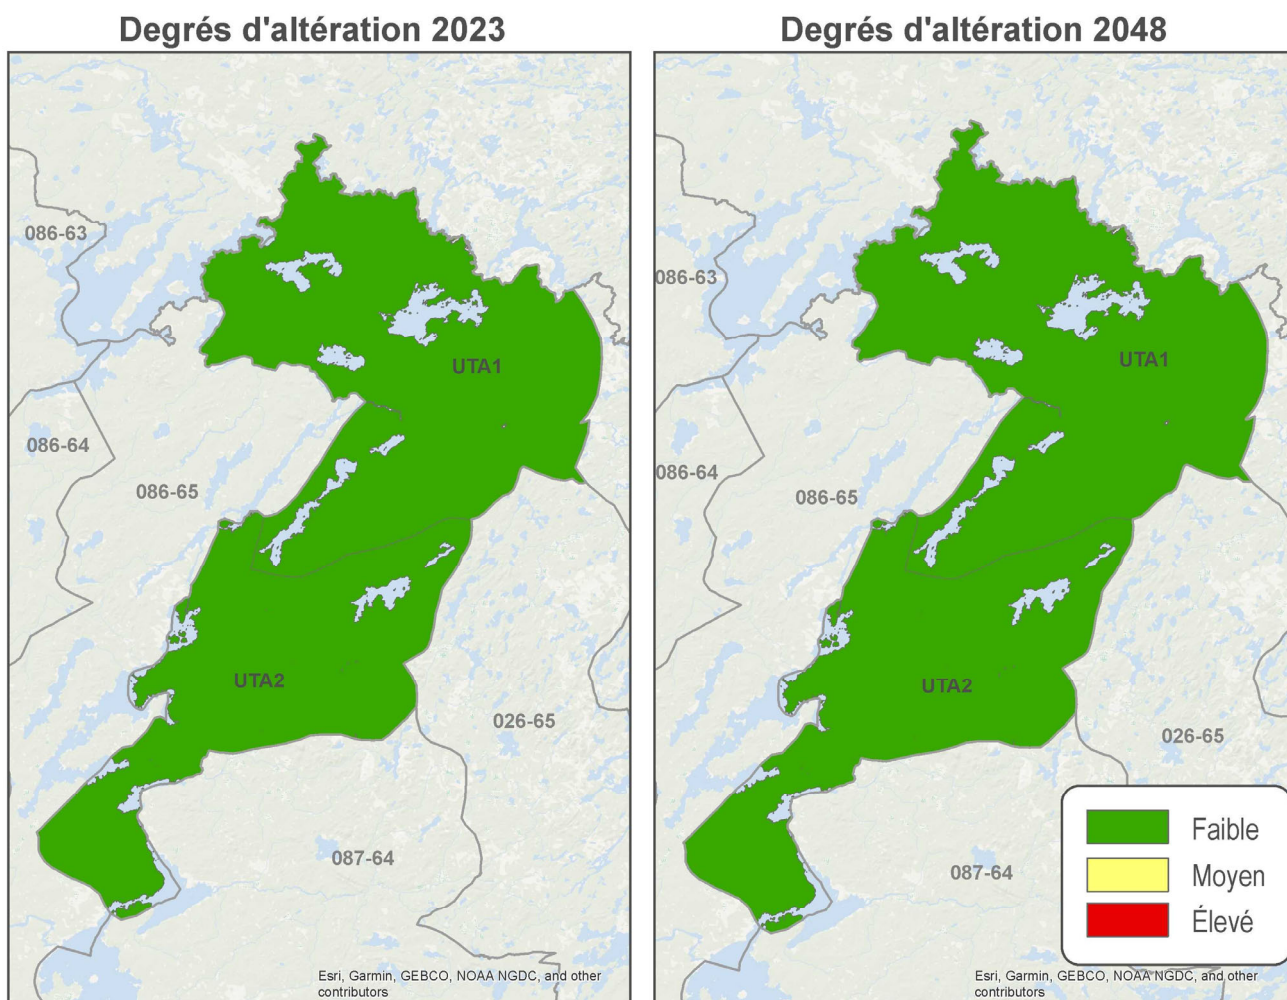 Degrés d'altération 2023
086-63
UTA1
086-64
086-65
UTA2
026-65
087-64
Esri, Garmin, GEBCO, NOAA NGDC, and other
contributors
Degrés d'altération 2048
086-63
UTA1
086-64
086-65
UTA2
026-65
087-64
Faible
Moyen
Élevé
Esri, Garmin, GEBCO, NOAA NGDC, and other
contributors